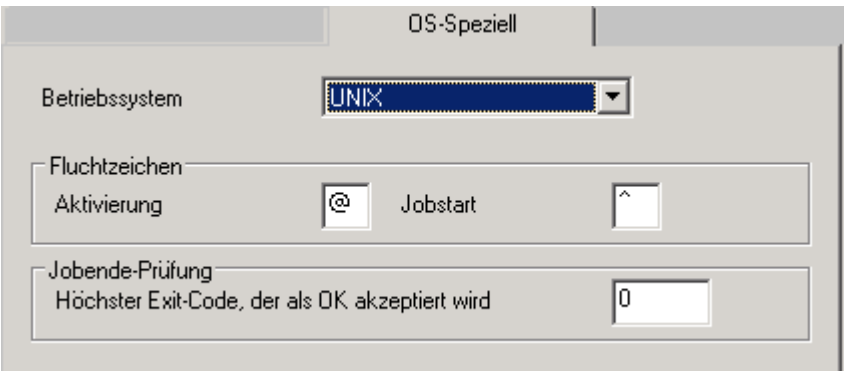 OS-Speziell
Betriebssystem UNIX
Fluchtzeichen
Aktivierung @ Jobstart ^
Jobende-Prüfung
Höchster Exit-Code, der als OK akzeptiert wird 0